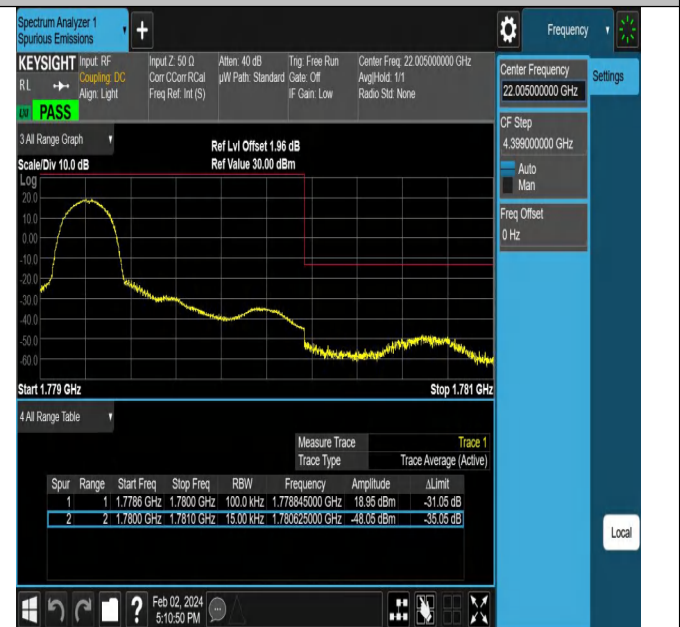 Spectrum Analyzer 1
Spurious Emissions
Frequency
KEYSIGHT
RL
Input: RF
Coupling: DC
Align: Light
Input Z: 50 Ω
Corr CCorr RCal
Freq Ref: Int (S)
Atten: 40 dB
µW Path: Standard
Trig: Free Run
Gate: Off
IF Gain: Low
Center Freq: 22.005000000 GHz
Avg|Hold: 1/1
Radio Std: None
PASS
Center Frequency
22.005000000 GHz
Settings
CF Step
4.399000000 GHz
Auto
Man
Freq Offset
0 Hz
3 All Range Graph
Scale/Div 10.0 dB
Ref Lvl Offset 1.96 dB
Ref Value 30.00 dBm
Log
20.0
10.0
0.00
-10.0
-20.0
-30.0
-40.0
-50.0
-60.0
Start 1.779 GHz
Stop 1.781 GHz
4 All Range Table
Measure Trace Trace 1
Trace Type Trace Average (Active)
Spur Range Start Freq Stop Freq RBW Frequency Amplitude ΔLimit
1 1 1.7786 GHz 1.7800 GHz 100.0 kHz 1.778845000 GHz 18.95 dBm -31.05 dB
2 2 1.7800 GHz 1.7810 GHz 15.00 kHz 1.780625000 GHz -48.05 dBm -35.05 dB
Local
?
Feb 02, 2024
5:10:50 PM